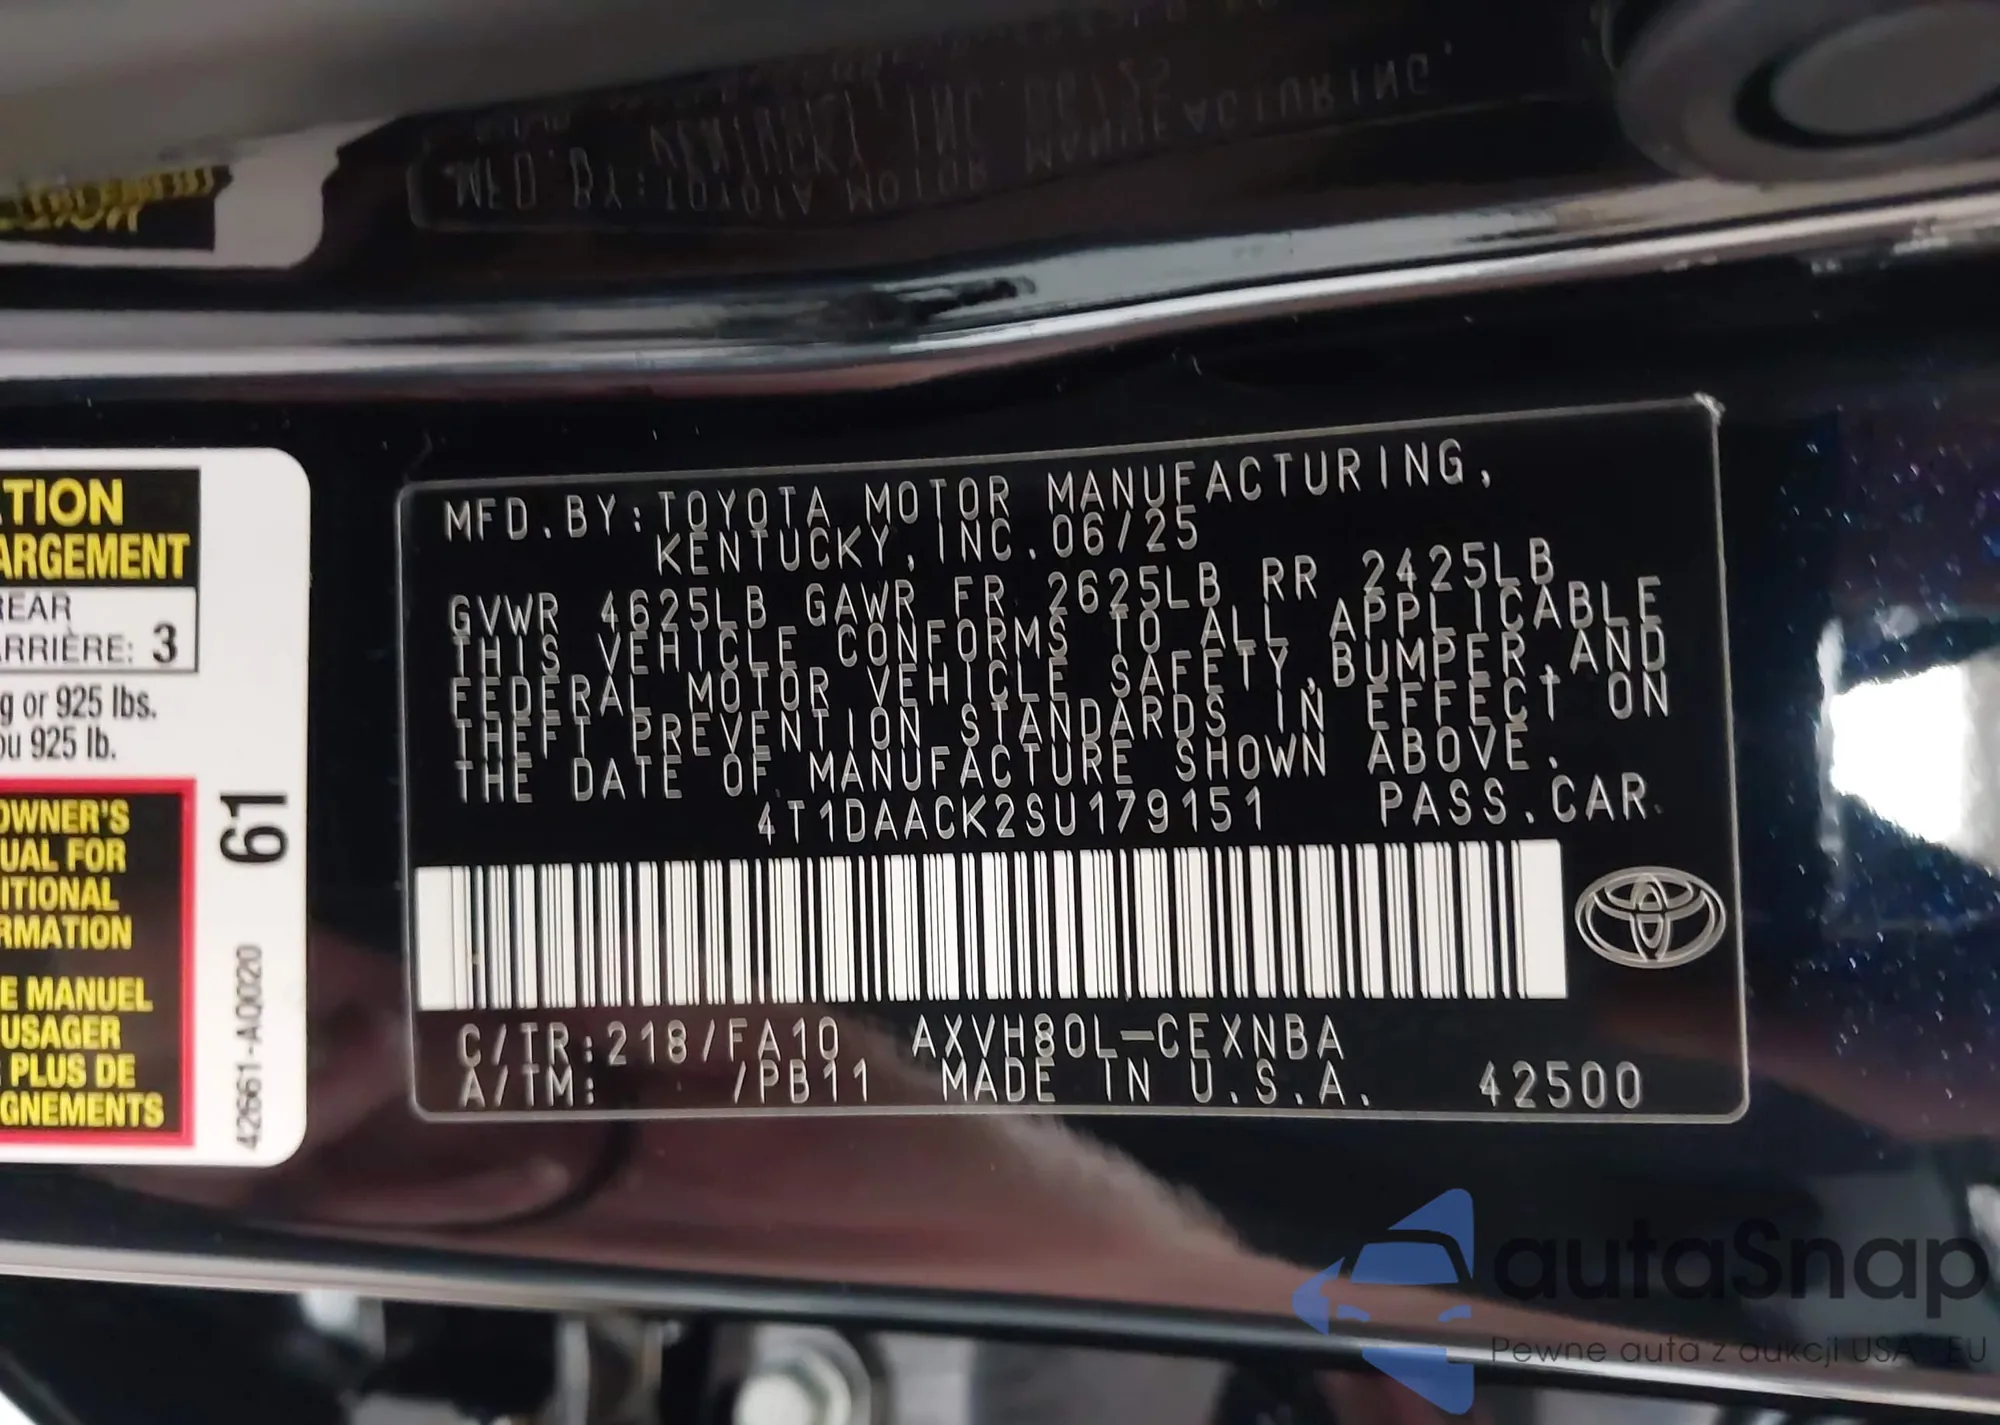 MFD.BY:TOYOTA MOTOR MANUFACTURING,
KENTUCKY,INC.06/25
GVWR 4625LB GAWR FR 2625LB RR 2425LB
THIS VEHICLE CONFORMS TO ALL APPLICABLE
FEDERAL MOTOR VEHICLE SAFETY,BUMPER,AND
THEFT PREVENTION STANDARDS IN EFFECT ON
THE DATE OF MANUFACTURE SHOWN ABOVE.
4T1DAACK2SU179151 PASS.CAR
C/TR:218/FA10 AXVH80L-CEXNBA
A/TM: /PB11 MADE IN U.S.A. 42500
ATION
ARGEMENT
REAR
ARRIÈRE: 3
g or 925 lbs.
ou 925 lb.
OWNER'S
UAL FOR
ITIONAL
RMATION
E MANUEL
USAGER
PLUS DE
GNEMENTS
61
42661-A0020
autoSnap
Pewne auta z aukcji USA i EU